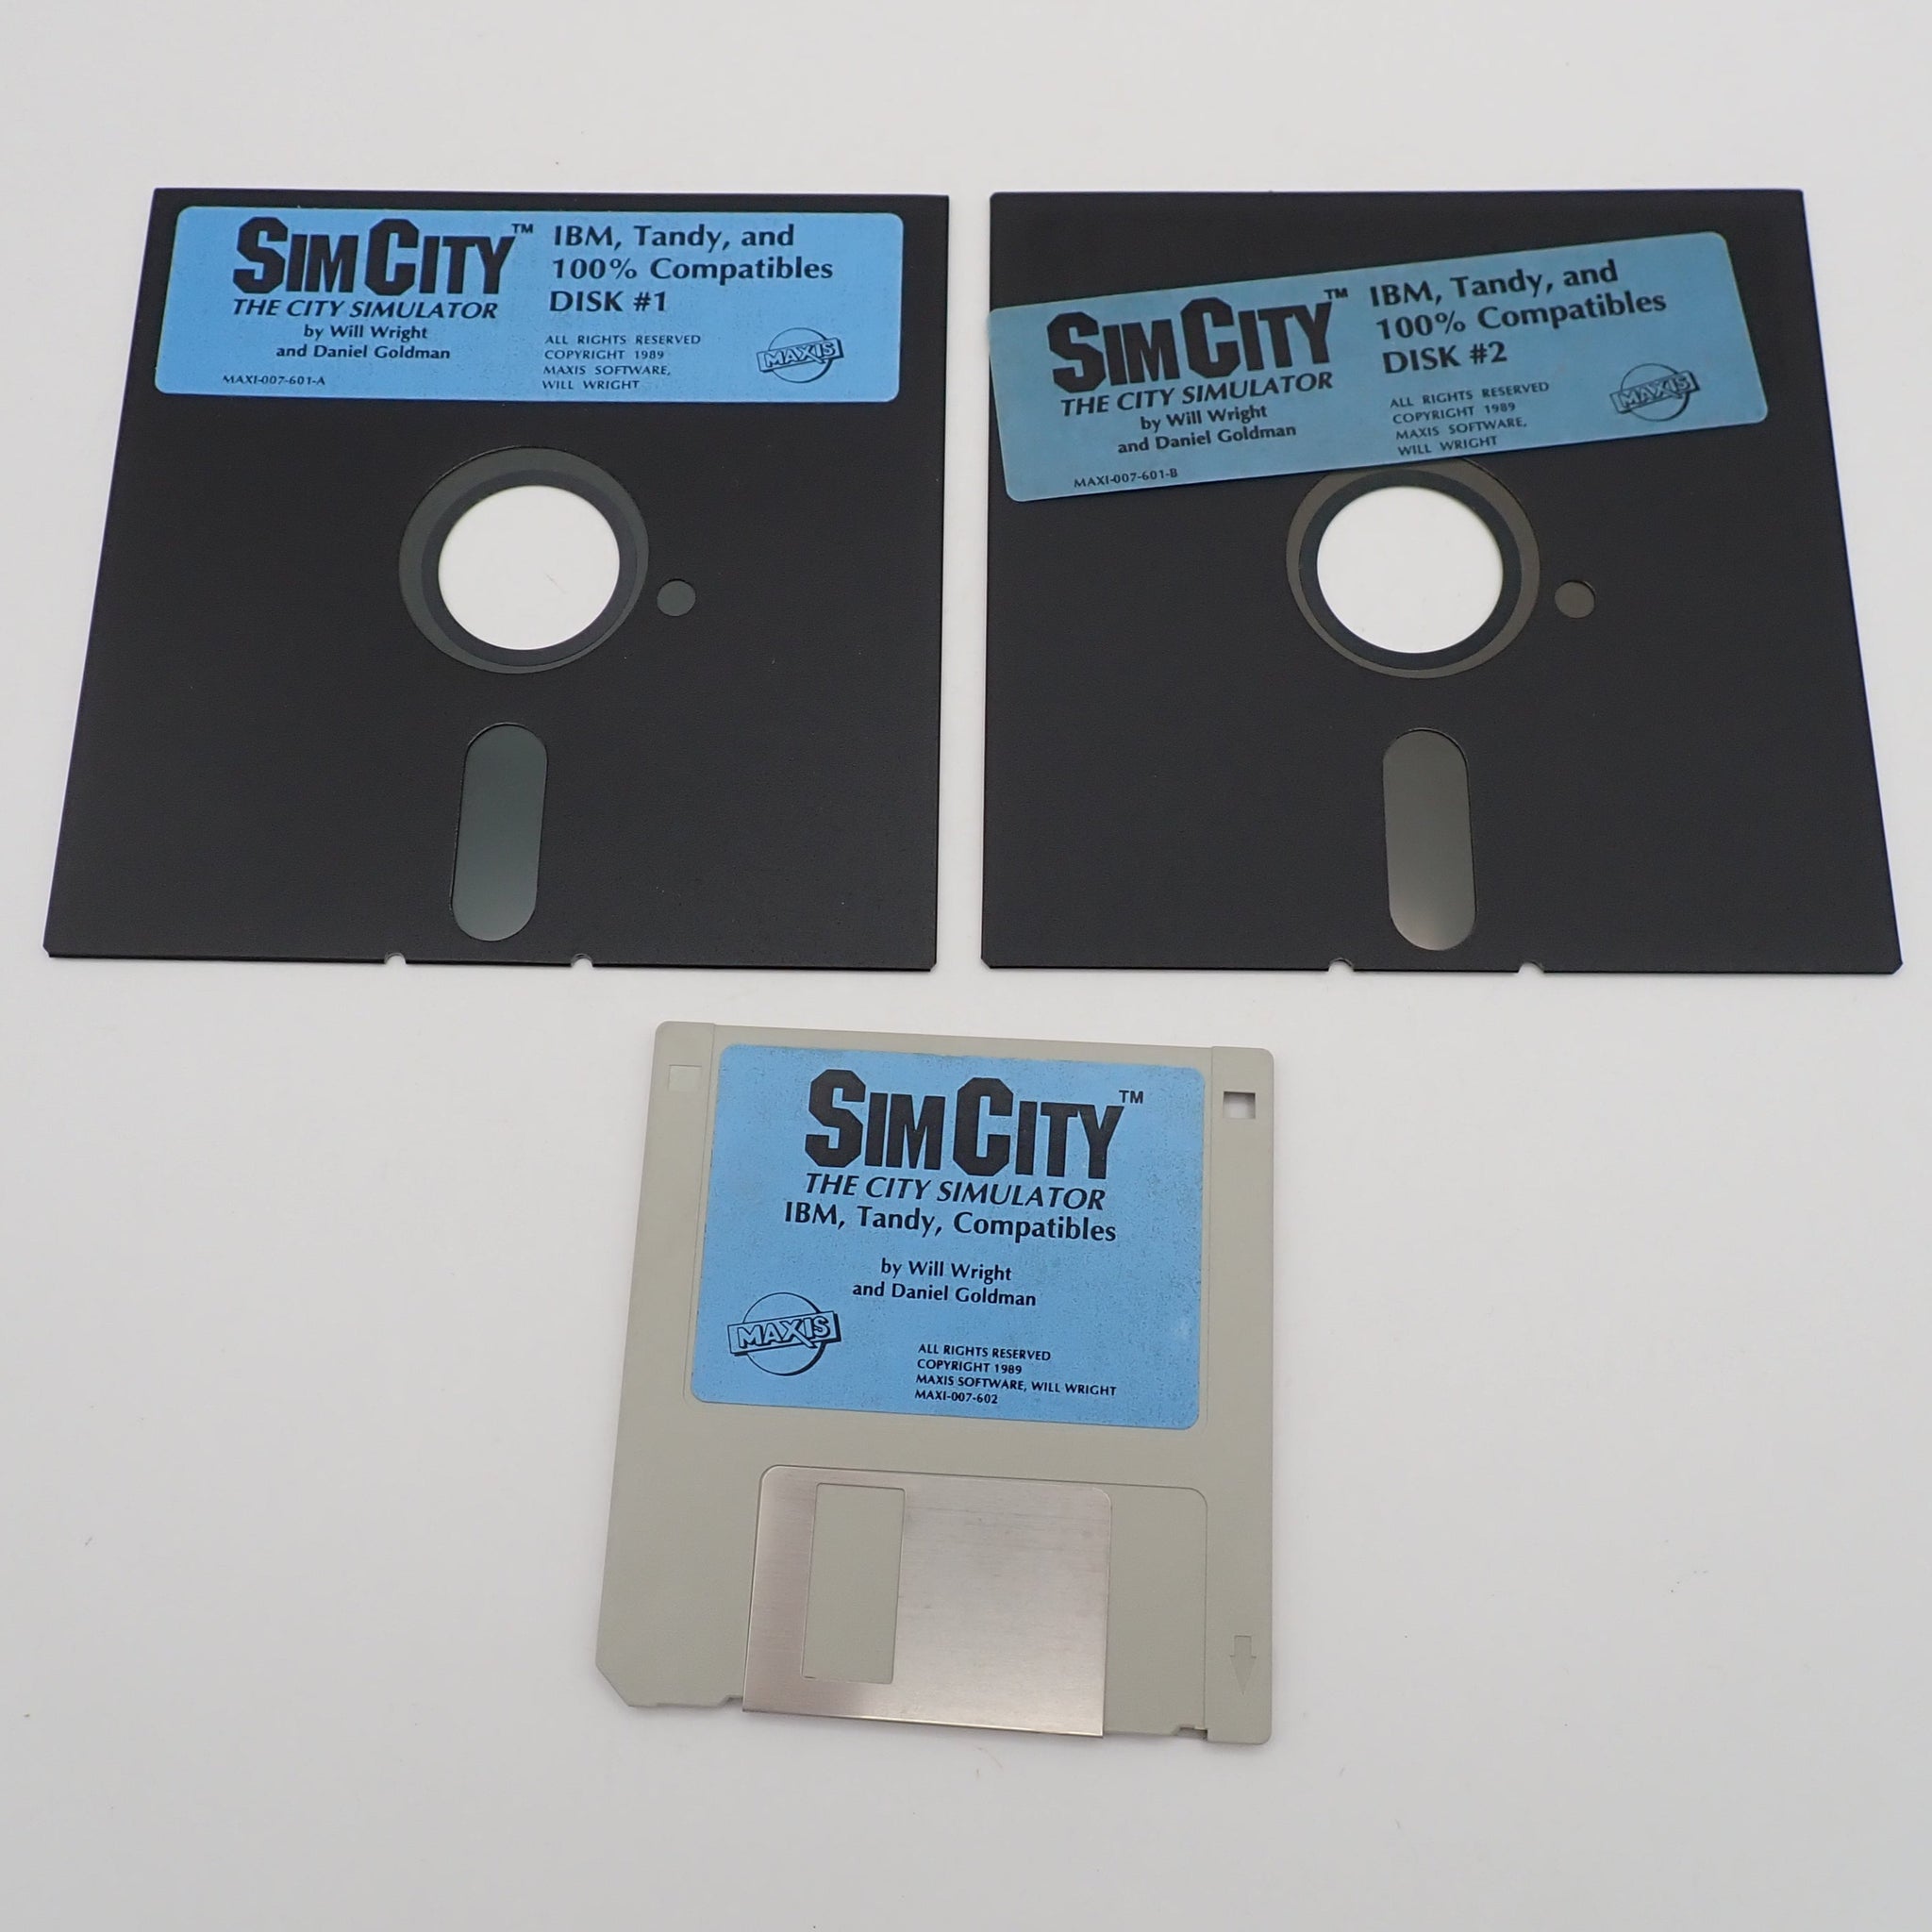 SIMCITY™
THE CITY SIMULATOR
by Will Wright
and Daniel Goldman
MAXI-007-601-A
IBM, Tandy, and
100% Compatibles
DISK #1
ALL RIGHTS RESERVED
COPYRIGHT 1989
MAXIS SOFTWARE,
WILL WRIGHT
MAXIS
SIMCITY™
THE CITY SIMULATOR
by Will Wright
and Daniel Goldman
MAXI-007-601-B
IBM, Tandy, and
100% Compatibles
DISK #2
ALL RIGHTS RESERVED
COPYRIGHT 1989
MAXIS SOFTWARE,
WILL WRIGHT
MAXIS
SIMCITY™
THE CITY SIMULATOR
IBM, Tandy, Compatibles
by Will Wright
and Daniel Goldman
MAXIS
ALL RIGHTS RESERVED
COPYRIGHT 1989
MAXIS SOFTWARE, WILL WRIGHT
MAXI-007-602